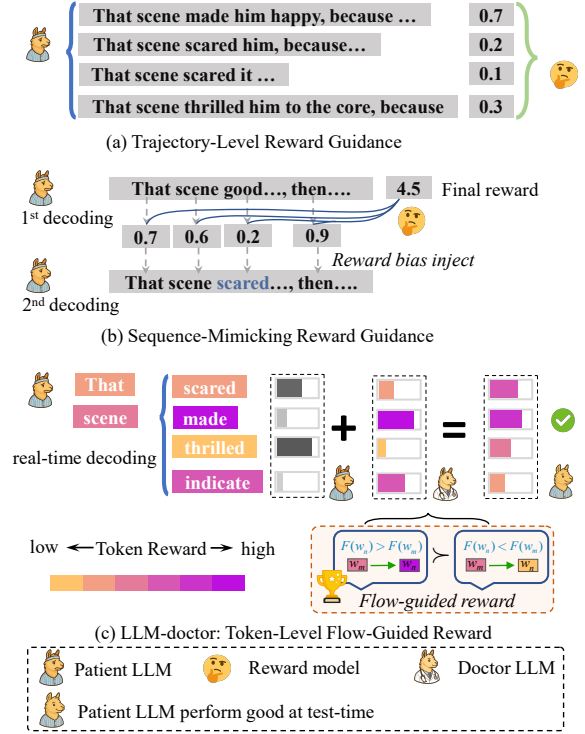 That scene made him happy, because … 0.7
That scene scared him, because… 0.2
That scene scared it … 0.1
That scene thrilled him to the core, because 0.3
(a) Trajectory-Level Reward Guidance
That scene good…, then…. 4.5 Final reward
1st decoding
0.7 0.6 0.2 0.9
Reward bias inject
That scene scared…, then….
2nd decoding
(b) Sequence-Mimicking Reward Guidance
That scared
scene made
thrilled
real-time decoding
indicate
+ =
low Token Reward high
F(wn) > F(wm) ≻ F(wn) < F(wm)
wm wn wm wn
Flow-guided reward
(c) LLM-doctor: Token-Level Flow-Guided Reward
Patient LLM Reward model Doctor LLM
Patient LLM perform good at test-time